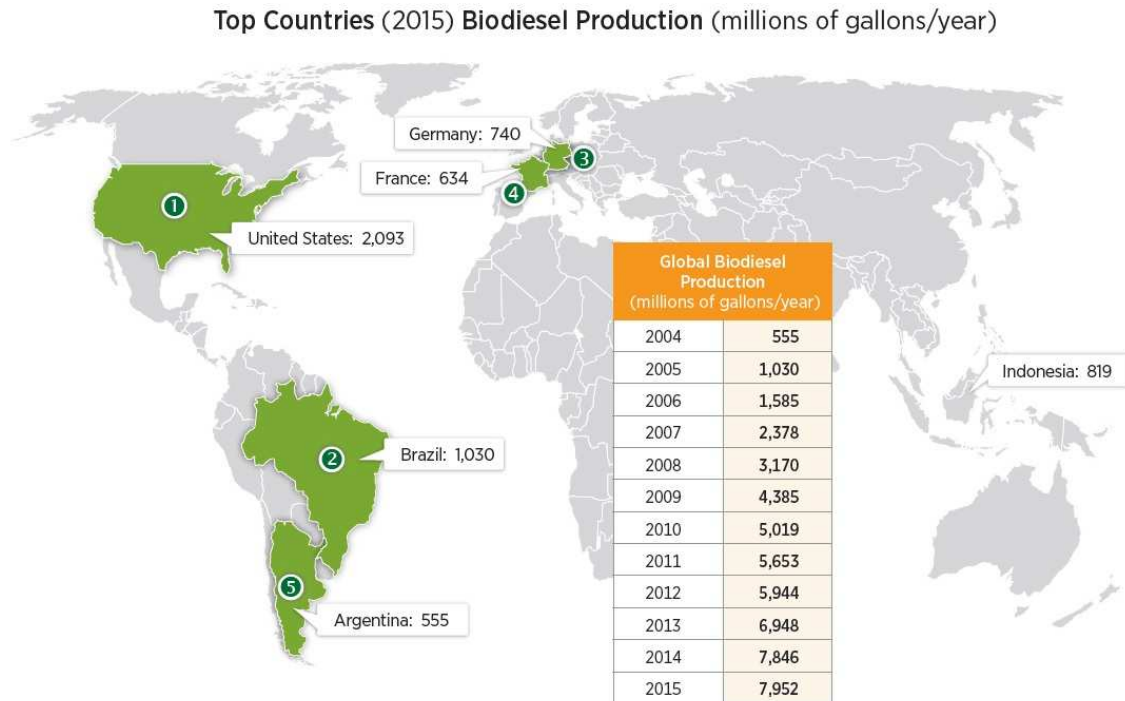 Top Countries (2015) Biodiesel Production (millions of gallons/year)
Germany: 740
3
France: 634
4
1
United States: 2,093
Global Biodiesel
Production
(millions of gallons/year)
2004 555
2005 1,030
2006 1,585
2007 2,378
2008 3,170
2009 4,385
2010 5,019
2011 5,653
2012 5,944
2013 6,948
2014 7,846
2015 7,952
Indonesia: 819
2
Brazil: 1,030
5
Argentina: 555